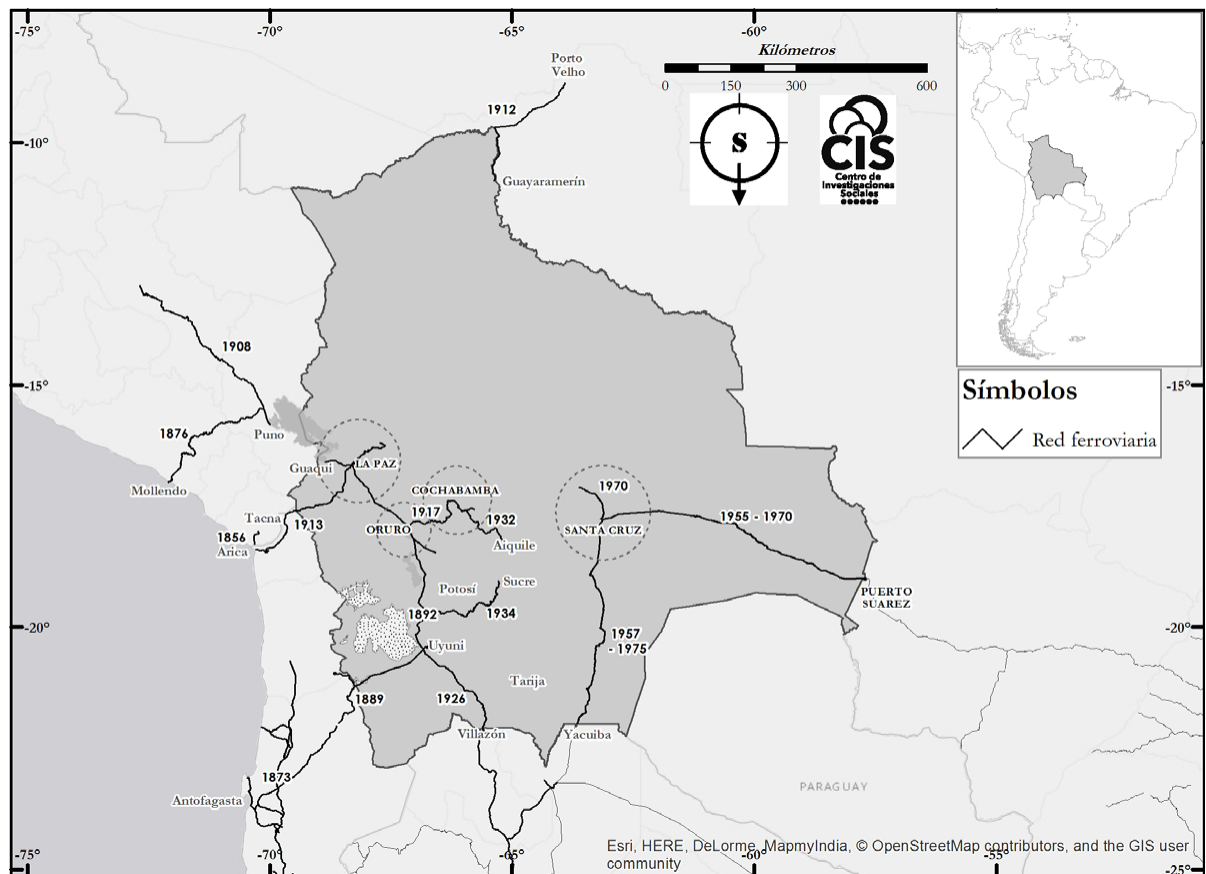 -75°
-70°
-65°
-60°
Kilómetros
0 150 300 600
S
CIS
Centro de
Investigaciones
Sociales
Porto
Velho
1912
-10°
Guayaramerín
1908
-15°
-15°
Símbolos
Red ferroviaria
1876
Puno
Guaqui
LA PAZ
Mollendo
COCHABAMBA
1970
Tacna
1913
1917
ORURO
1932
SANTA CRUZ
1955 - 1970
1856
Arica
Aiquile
Potosí
Sucre
PUERTO
SUAREZ
1892
1934
-20°
-20°
1957
- 1975
Uyuni
Tarija
1889
1926
Villazón
Yacuiba
1873
Antofagasta
PARAGUAY
Esri, HERE, DeLorme, MapmyIndia, © OpenStreetMap contributors, and the GIS user
community
-75°
-70°
-65°
-55°
-25°